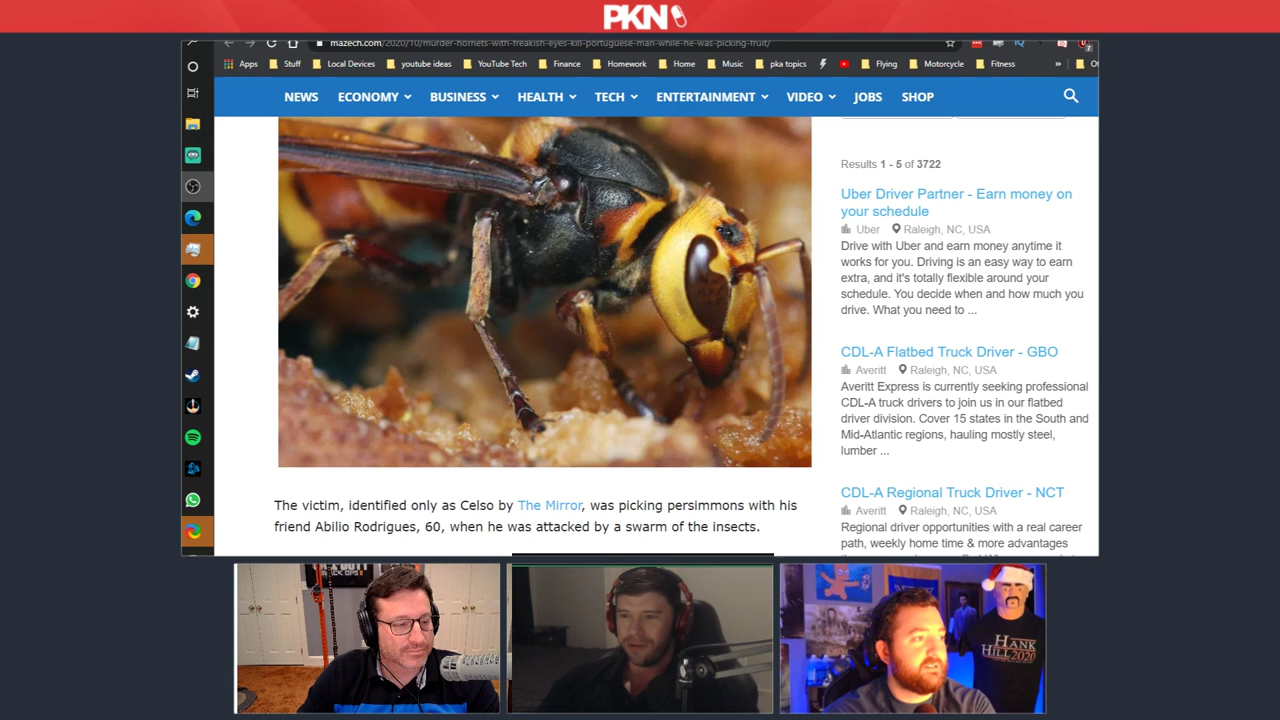 PKN
mazech.com/2020/10/murder-hornets-with-freakish-eyes-kill-portuguese-man-while-he-was-picking-fruit/
Apps Stuff Local Devices youtube ideas YouTube Tech Finance Homework Home Music pka topics Flying Motorcycle Fitness »
NEWS ECONOMY BUSINESS HEALTH TECH ENTERTAINMENT VIDEO JOBS SHOP
Results 1 - 5 of 3722
Uber Driver Partner - Earn money on
your schedule
Uber Raleigh, NC, USA
Drive with Uber and earn money anytime it
works for you. Driving is an easy way to earn
extra, and it's totally flexible around your
schedule. You decide when and how much you
drive. What you need to ...
CDL-A Flatbed Truck Driver - GBO
Averitt Raleigh, NC, USA
Averitt Express is currently seeking professional
CDL-A truck drivers to join us in our flatbed
driver division. Cover 15 states in the South and
Mid-Atlantic regions, hauling mostly steel,
lumber ...
CDL-A Regional Truck Driver - NCT
Averitt Raleigh, NC, USA
Regional driver opportunities with a real career
path, weekly home time & more advantages
The victim, identified only as Celso by The Mirror, was picking persimmons with his
friend Abilio Rodrigues, 60, when he was attacked by a swarm of the insects.
HANK
HILL 2020